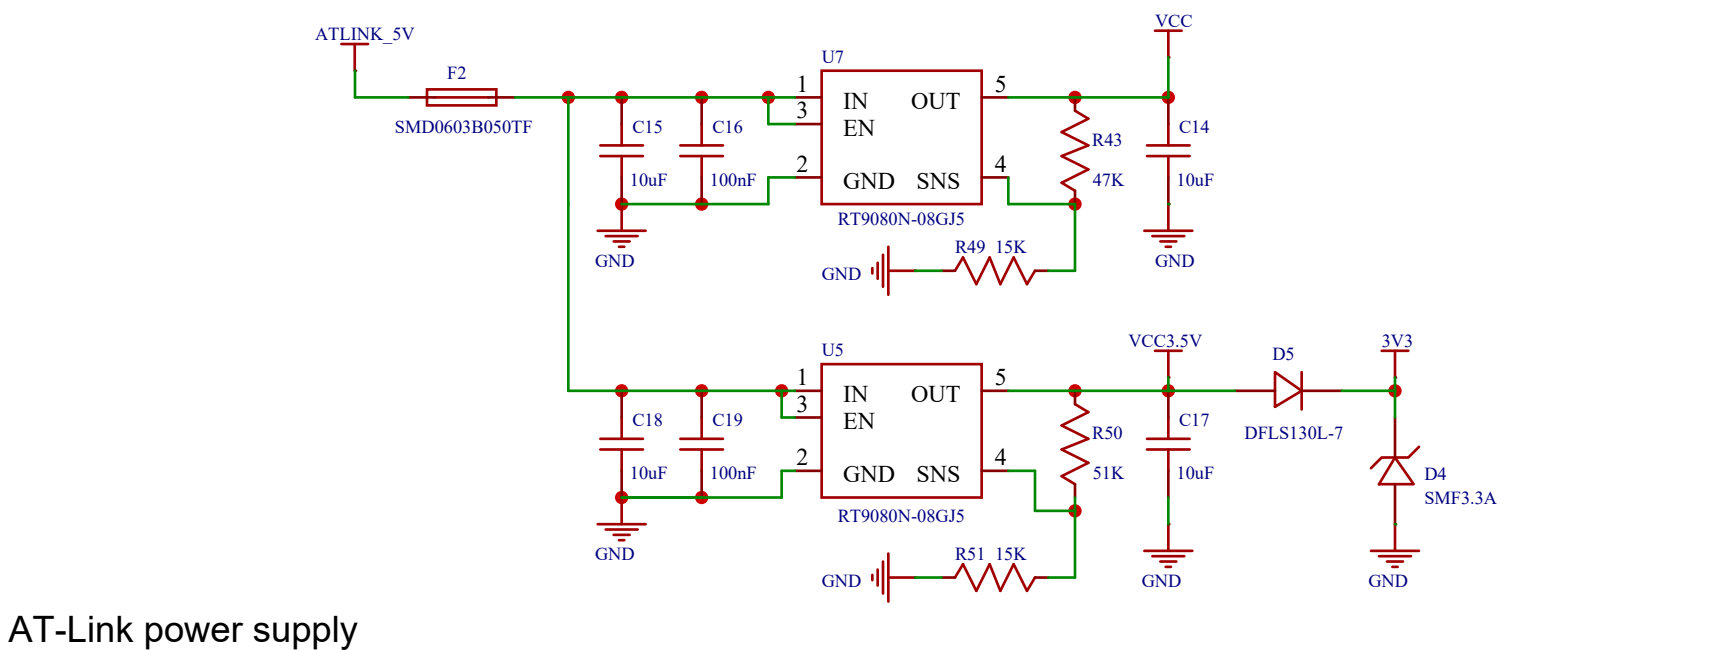 VCC
ATLINK_5V
U7
F2
1
IN
OUT
5
3
EN
SMD0603B050TF
C15
C16
C14
R43
2
GND
SNS
4
10uF
100nF
47K
10uF
RT9080N-08GJ5
R49 15K
GND
GND
GND
VCC3.5V
3V3
U5
D5
1
IN
OUT
5
3
EN
C18
C19
C17
R50
DFLS130L-7
2
GND
SNS
4
10uF
100nF
51K
10uF
D4
SMF3.3A
RT9080N-08GJ5
R51 15K
GND
GND
GND
GND
AT-Link power supply